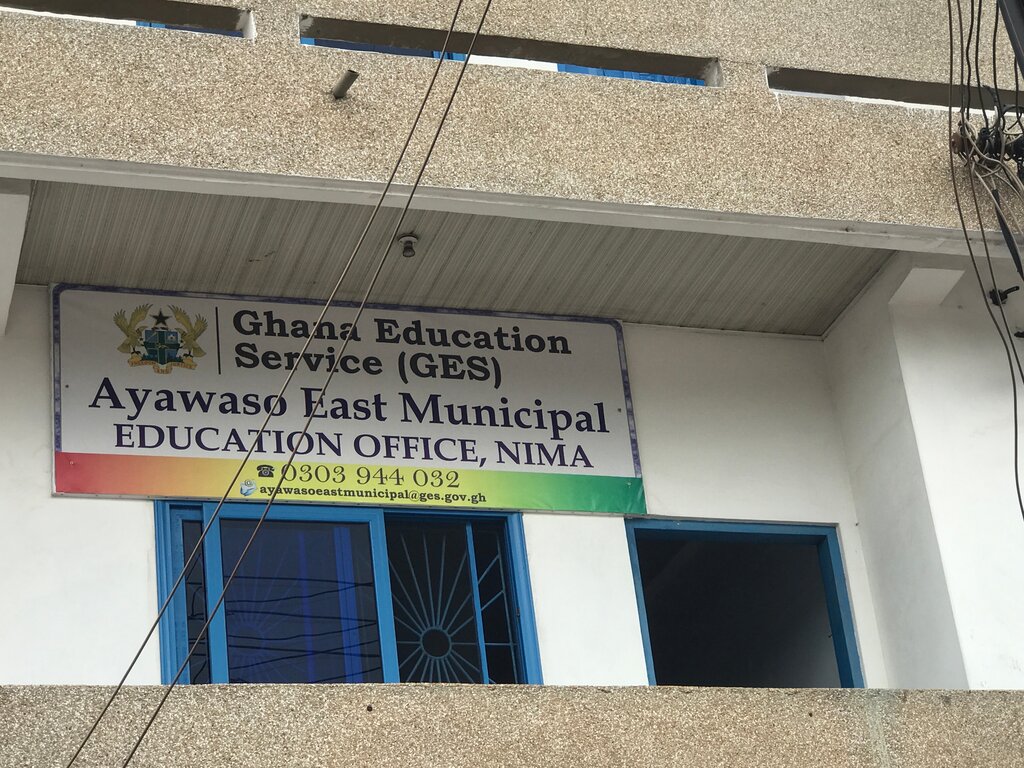 Ghana Education
Service (GES)
Ayawaso East Municipal
EDUCATION OFFICE, NIMA
0303 944 032
ayawasoeastmunicipal@ges.gov.gh